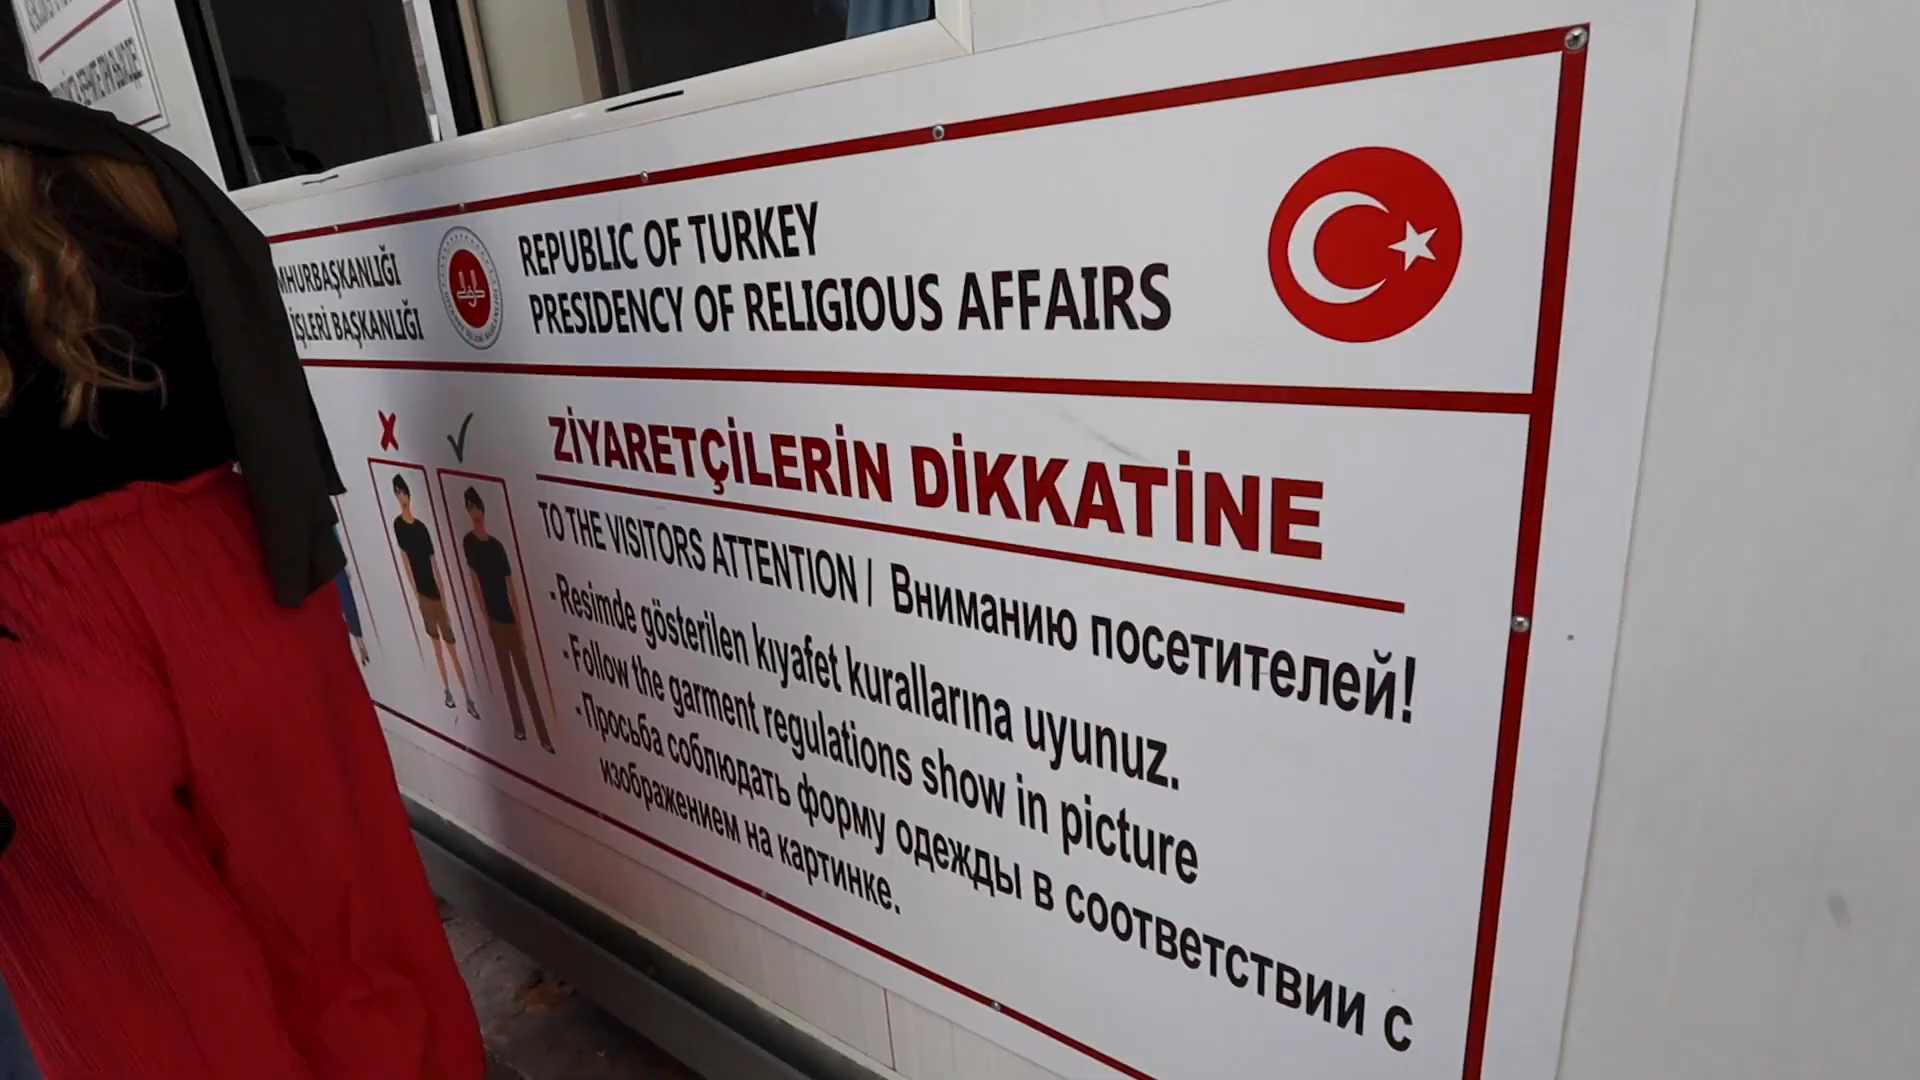 REPUBLIC OF TURKEY
PRESIDENCY OF RELIGIOUS AFFAIRS
İŞLERİ BAŞKANLIĞI
ZİYARETÇİLERİN DİKKATİNE
TO THE VISITORS ATTENTION / Вниманию посетителей!
-Resimde gösterilen kıyafet kurallarına uyunuz.
-Follow the garment regulations show in picture
-Просьба соблюдать форму одежды в соответствии с
изображением на картинке.